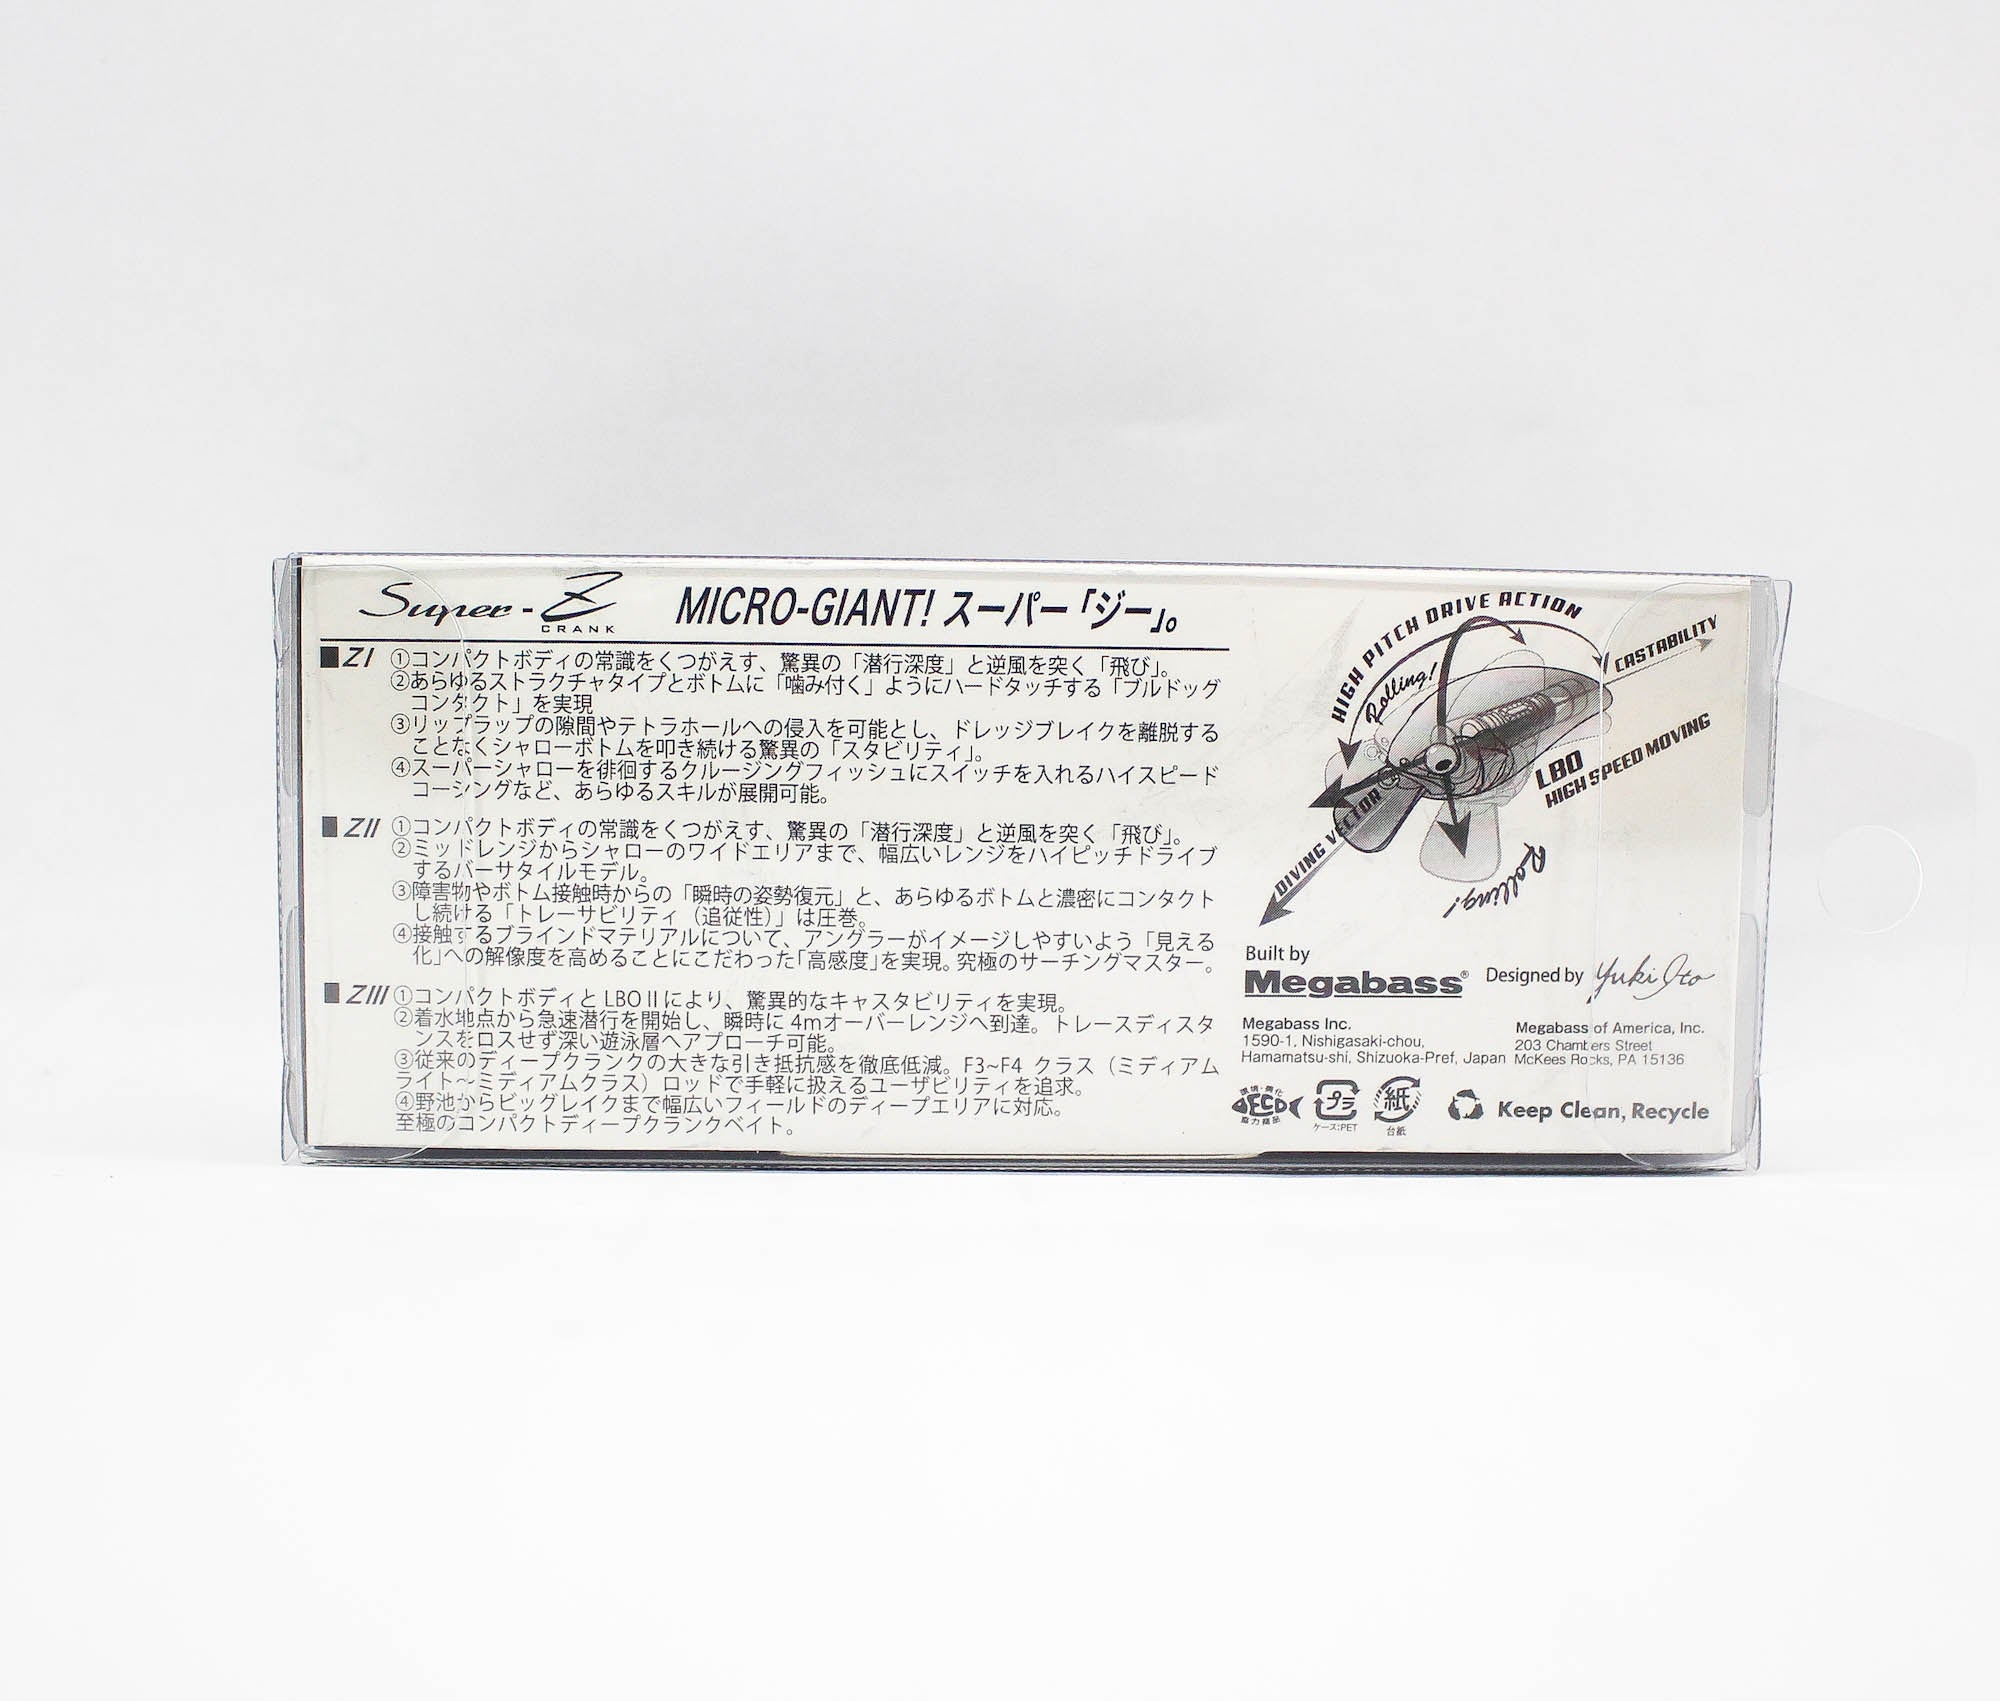 Super-Z
CRANK
MICRO-GIANT! スーパー「ジー」。
■ZI ①コンパクトボディの常識をくつがえす、驚異の「潜行深度」と逆風を突く「飛び」。
②あらゆるストラクチャタイプとボトムに「噛み付く」ようにハードタッチする「ブルドッグ
コンタクト」を実現
③リップラップの隙間やテトラホールへの侵入を可能とし、ドレッジブレイクを離脱する
ことなくシャローボトムを叩き続ける驚異の「スタビリティ」。
④スーパーシャローを徘徊するクルージングフィッシュにスイッチを入れるハイスピード
コーシングなど、あらゆるスキルが展開可能。
■ZII ①コンパクトボディの常識をくつがえす、驚異の「潜行深度」と逆風を突く「飛び」。
②ミッドレンジからシャローのワイドエリアまで、幅広いレンジをハイピッチドライブ
するバーサタイルモデル。
③障害物やボトム接触時からの「瞬時の姿勢復元」と、あらゆるボトムと濃密にコンタクト
し続ける「トレーサビリティ（追従性）」は圧巻。
④接触するブラインドマテリアルについて、アングラーがイメージしやすいよう「見える
化」への解像度を高めることにこだわった「高感度」を実現。究極のサーチングマスター。
■ZIII ①コンパクトボディと LBOⅡにより、驚異的なキャスタビリティを実現。
②着水地点から急速潜行を開始し、瞬時に 4mオーバーレンジへ到達。トレースディスタ
ンスをロスせず深い遊泳層へアプローチ可能。
③従来のディープクランクの大きな引き抵抗感を徹底低減。F3~F4 クラス（ミディアム
ライト～ミディアムクラス）ロッドで手軽に扱えるユーザビリティを追求。
④野池からビッグレイクまで幅広いフィールドのディープエリアに対応。
至極のコンパクトディープクランクベイト。
HIGH PITCH DRIVE ACTION
Rolling!
CASTABILITY
LBO
HIGH SPEED MOVING
DIVING VECTOR
Rolling!
Built by
Megabass® Designed by Yuki Ito
Megabass Inc.
1590-1, Nishigasaki-chou,
Hamamatsu-shi, Shizuoka-Pref, Japan
Megabass of America, Inc.
203 Chambers Street
McKees Rocks, PA 15136
環境・美化
ECO
協力商品
プラ
ケース:PET
紙
台紙
Keep Clean, Recycle